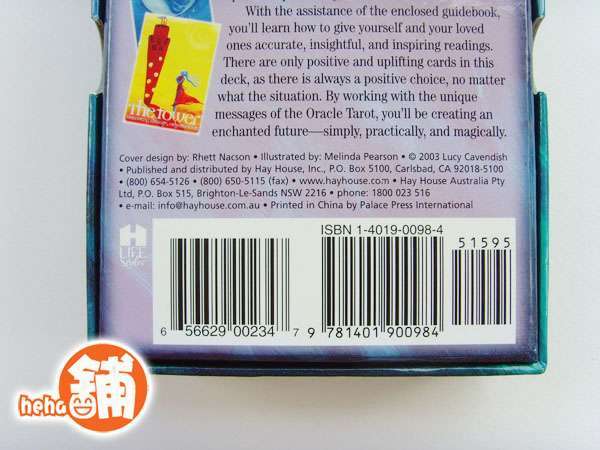 With the assistance of the enclosed guidebook,
you'll learn how to give yourself and your loved
ones accurate, insightful, and inspiring readings.
There are only positive and uplifting cards in this
deck, as there is always a positive choice, no matter
what the situation. By working with the unique
messages of the Oracle Tarot, you'll be creating an
enchanted future—simply, practically, and magically.
The Tower
Cover design by: Rhett Nacson • Illustrated by: Melinda Pearson • © 2003 Lucy Cavendish
• Published and distributed by Hay House, Inc., P.O. Box 5100, Carlsbad, CA 92018-5100
• (800) 654-5126 • (800) 650-5115 (fax) • www.hayhouse.com • Hay House Australia Pty
Ltd, P.O. Box 515, Brighton-Le-Sands NSW 2216 • phone: 1800 023 516
• e-mail: info@hayhouse.com.au • Printed in China by Palace Press International
H
LIFE
Styles
ISBN 1-4019-0098-4
51595
6 56629 00234 7
9 781401 900984
heha
舖